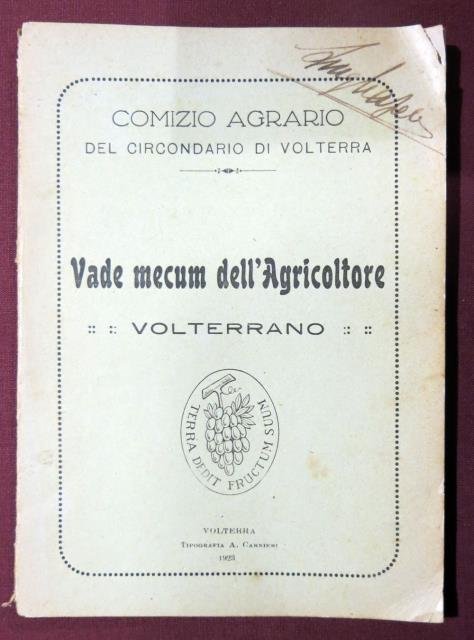 COMIZIO AGRARIO
DEL CIRCONDARIO DI VOLTERRA
Vade mecum dell'Agricoltore
VOLTERRANO
TERRA DEDIT FRUCTUM SUUM
VOLTERRA
TIPOGRAFIA A. CARNIERI
1923